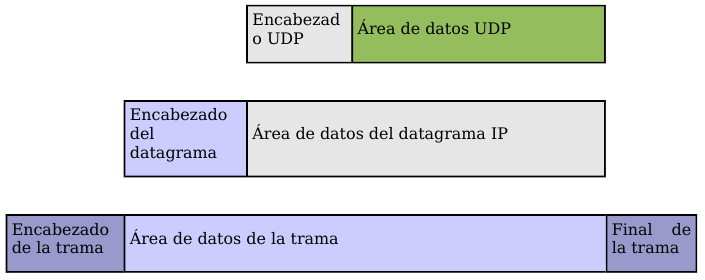 Encabezad
o UDP
Área de datos UDP
Encabezado
del
datagrama
Área de datos del datagrama IP
Encabezado
de la trama
Área de datos de la trama
Final de
la trama